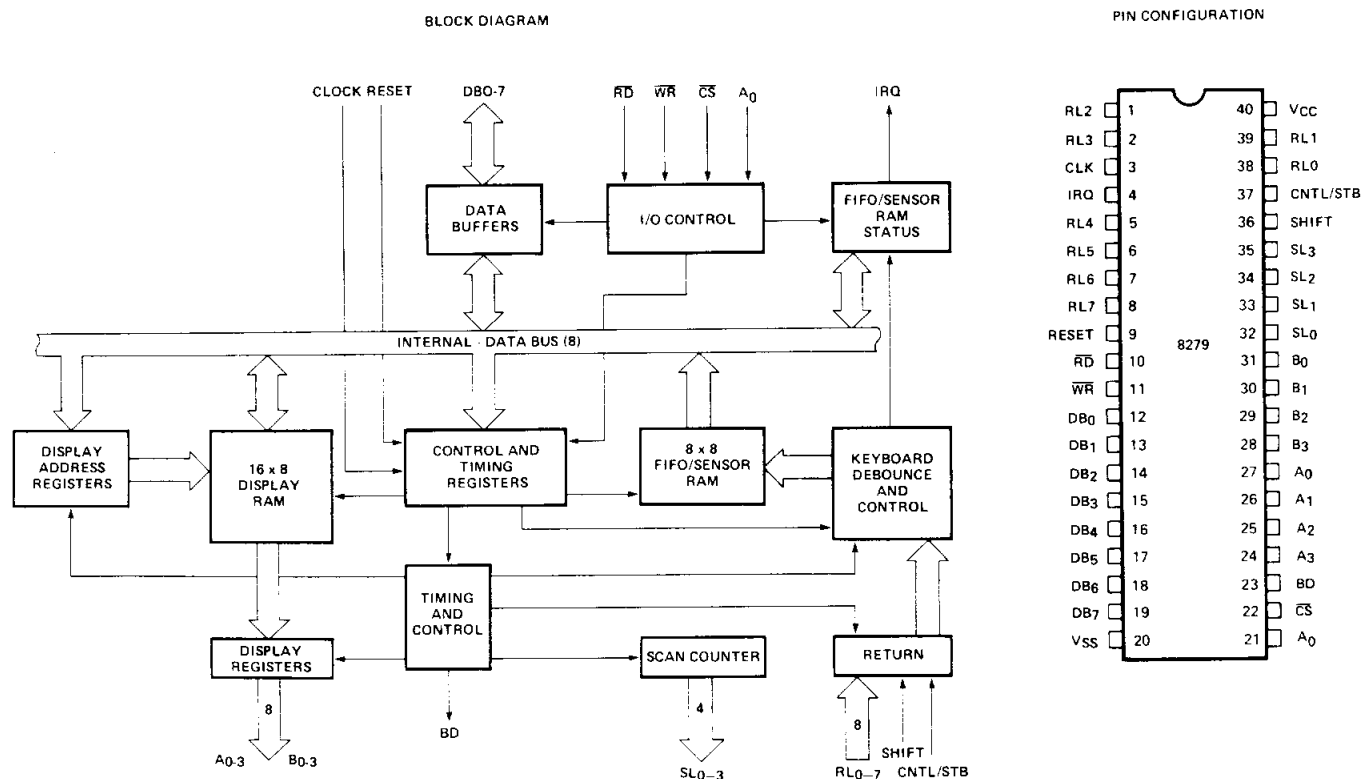 BLOCK DIAGRAM
CLOCK RESET
DB0-7
RD
WR
CS
A0
IRQ
DATA
BUFFERS
I/O CONTROL
FIFO/SENSOR
RAM
STATUS
INTERNAL - DATA BUS (8)
DISPLAY
ADDRESS
REGISTERS
16 x 8
DISPLAY
RAM
CONTROL AND
TIMING
REGISTERS
8 x 8
FIFO/SENSOR
RAM
KEYBOARD
DEBOUNCE
AND
CONTROL
TIMING
AND
CONTROL
DISPLAY
REGISTERS
SCAN COUNTER
RETURN
8
4
8
A0-3
B0-3
BD
SL0-3
RL0-7
SHIFT
CNTL/STB
PIN CONFIGURATION
RL2 1 40 VCC
RL3 2 39 RL1
CLK 3 38 RL0
IRQ 4 37 CNTL/STB
RL4 5 36 SHIFT
RL5 6 35 SL3
RL6 7 34 SL2
RL7 8 33 SL1
RESET 9 32 SL0
8279
RD 10 31 B0
WR 11 30 B1
DB0 12 29 B2
DB1 13 28 B3
DB2 14 27 A0
DB3 15 26 A1
DB4 16 25 A2
DB5 17 24 A3
DB6 18 23 BD
DB7 19 22 CS
VSS 20 21 A0